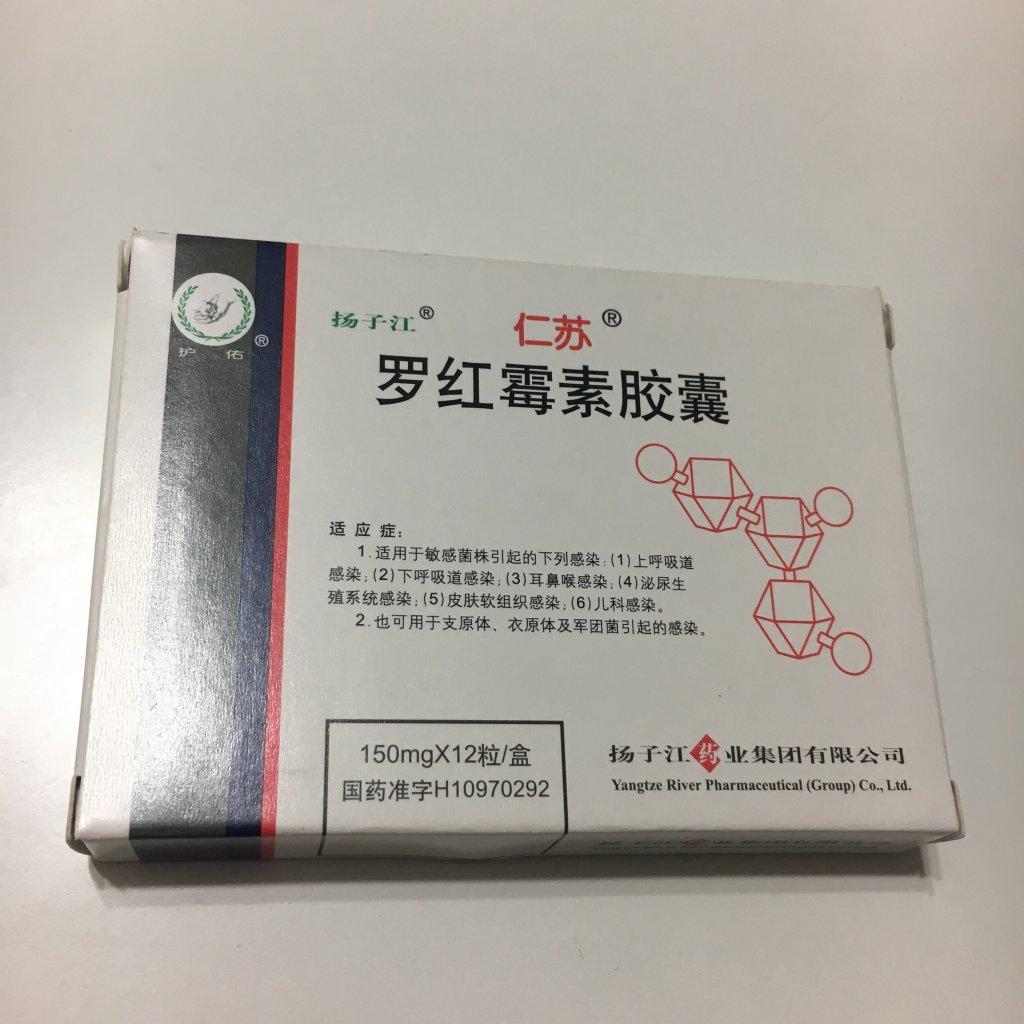 护佑®
扬子江® 仁苏®
罗红霉素胶囊
适应症：
1.适用于敏感菌株引起的下列感染；(1)上呼吸道
感染；(2)下呼吸道感染；(3)耳鼻喉感染；(4)泌尿生
殖系统感染；(5)皮肤软组织感染；(6)儿科感染。
2.也可用于支原体、衣原体及军团菌引起的感染。
150mgX12粒/盒
国药准字H10970292
扬子江药业集团有限公司
Yangtze River Pharmaceutical (Group) Co., Ltd.